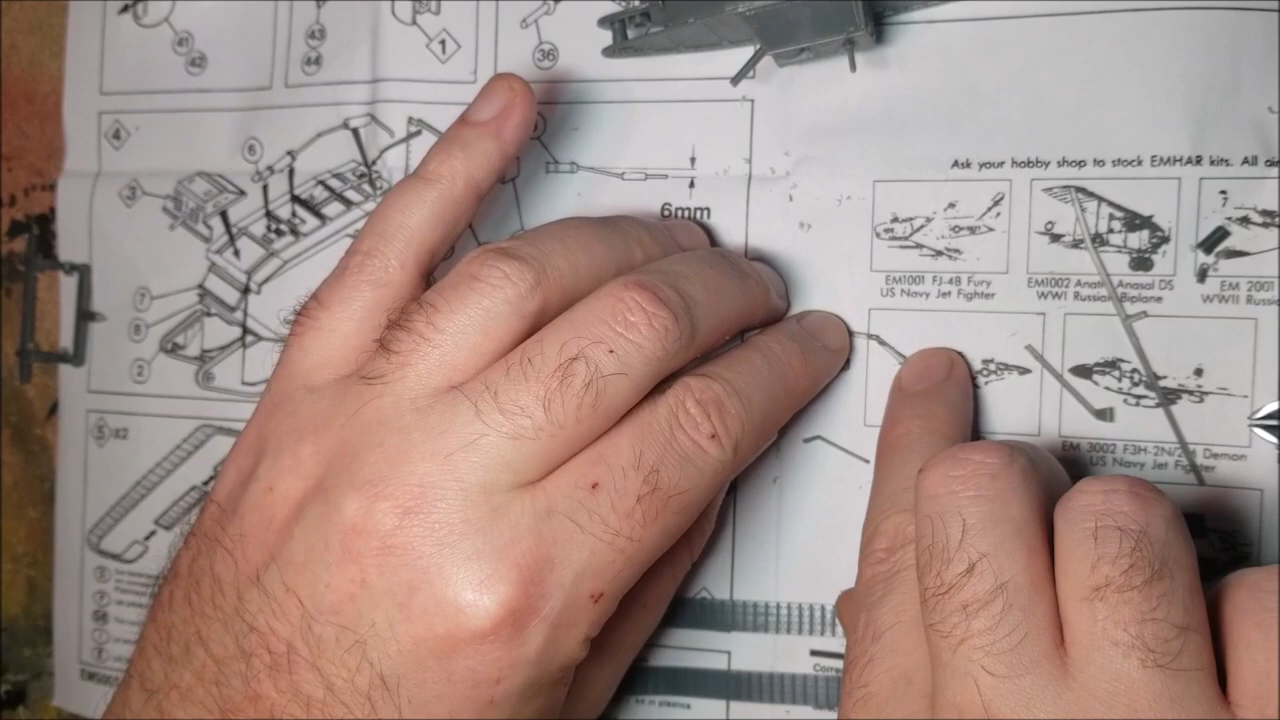 41
42
43
44
1
36
4
6
3
7
8
2
6mm
Ask your hobby shop to stock EMHAR kits. All
EM1001 FJ-4B Fury
US Navy Jet Fighter
EM1002 Anatra Anasal DS
WWI Russian Biplane
EM 2001
WWII
EM 3002 F3H-2N/2M Demon
US Navy Jet Fighter
5 X2